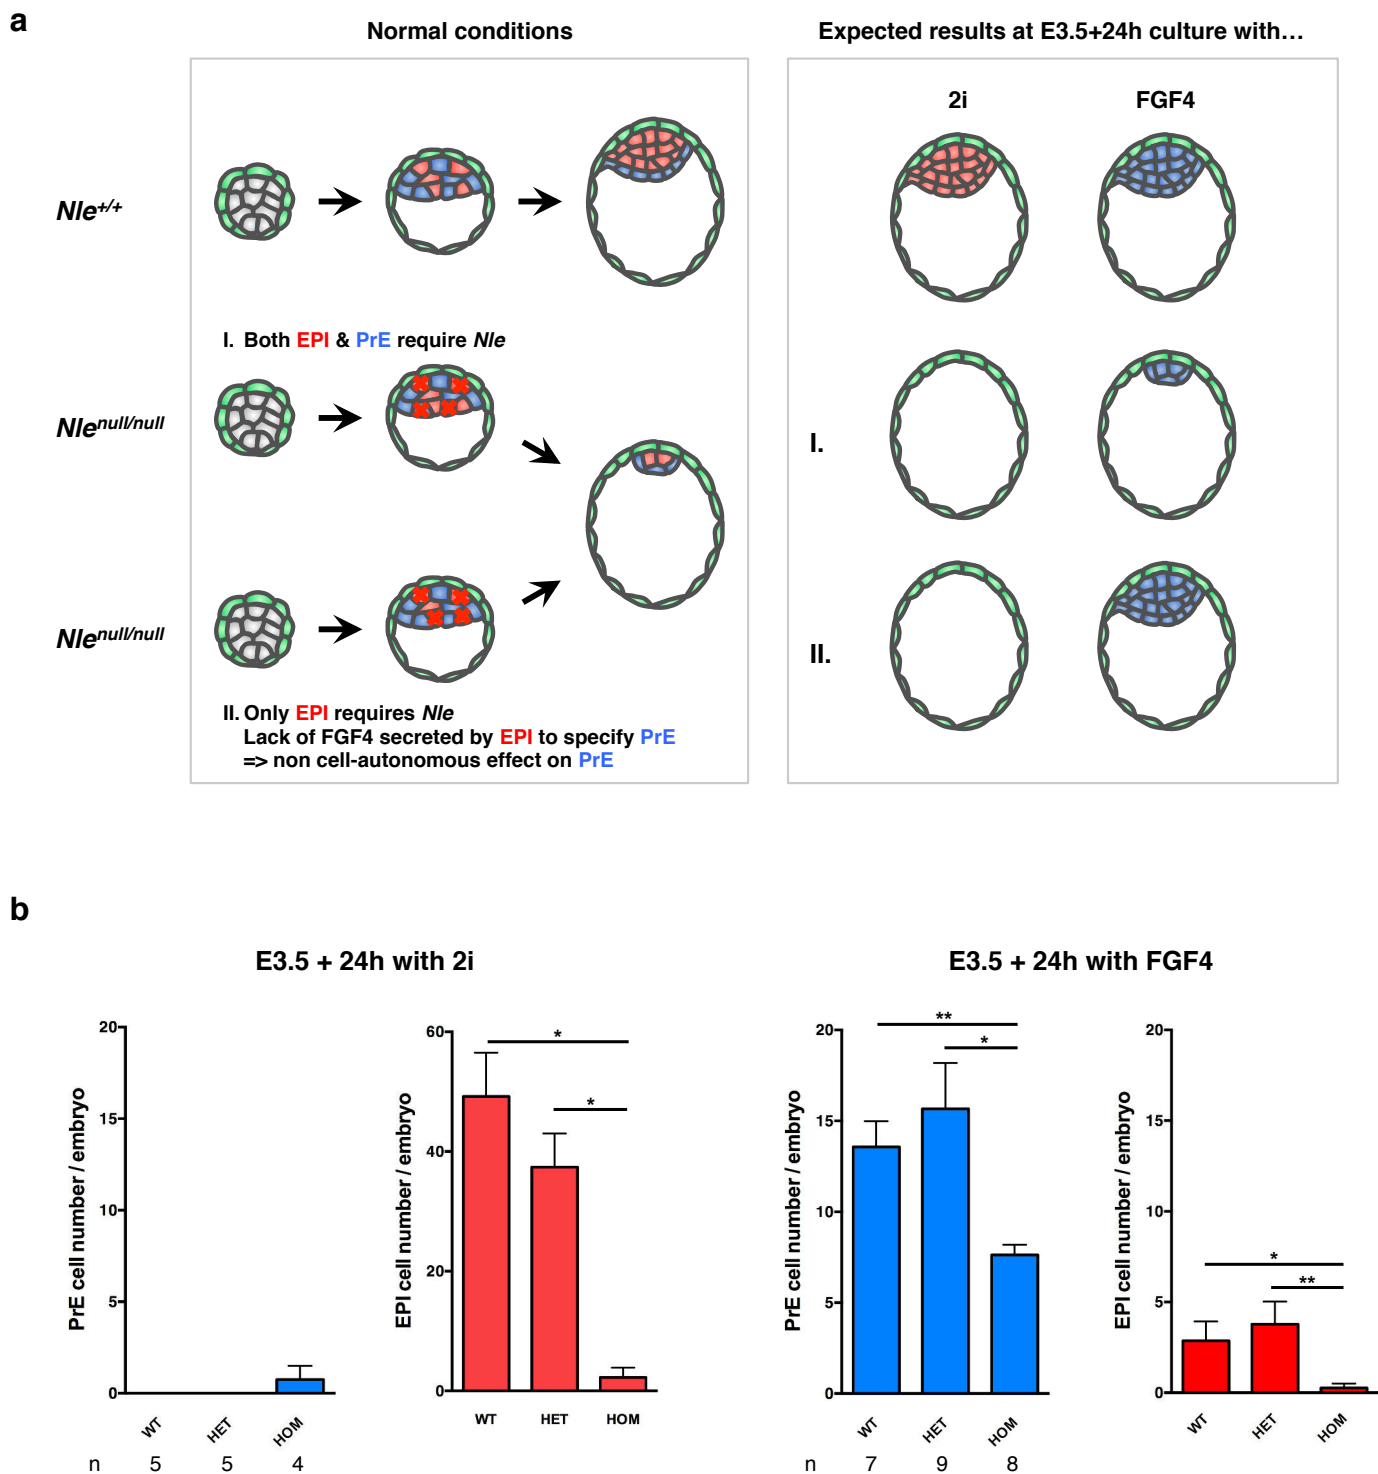 a
Normal conditions
Expected results at E3.5+24h culture with...
2i
FGF4
Nle+/+
I. Both EPI & PrE require Nle
Nlenull/null
I.
Nlenull/null
II.
II. Only EPI requires Nle
Lack of FGF4 secreted by EPI to specify PrE
=> non cell-autonomous effect on PrE
b
E3.5 + 24h with 2i
E3.5 + 24h with FGF4
PrE cell number / embryo
20
15
10
5
0
WT
HET
HOM
n
5
5
4
EPI cell number / embryo
60
40
20
0
*
*
WT
HET
HOM
PrE cell number / embryo
20
15
10
5
0
**
*
WT
HET
HOM
n
7
9
8
EPI cell number / embryo
20
15
10
5
0
*
**
WT
HET
HOM